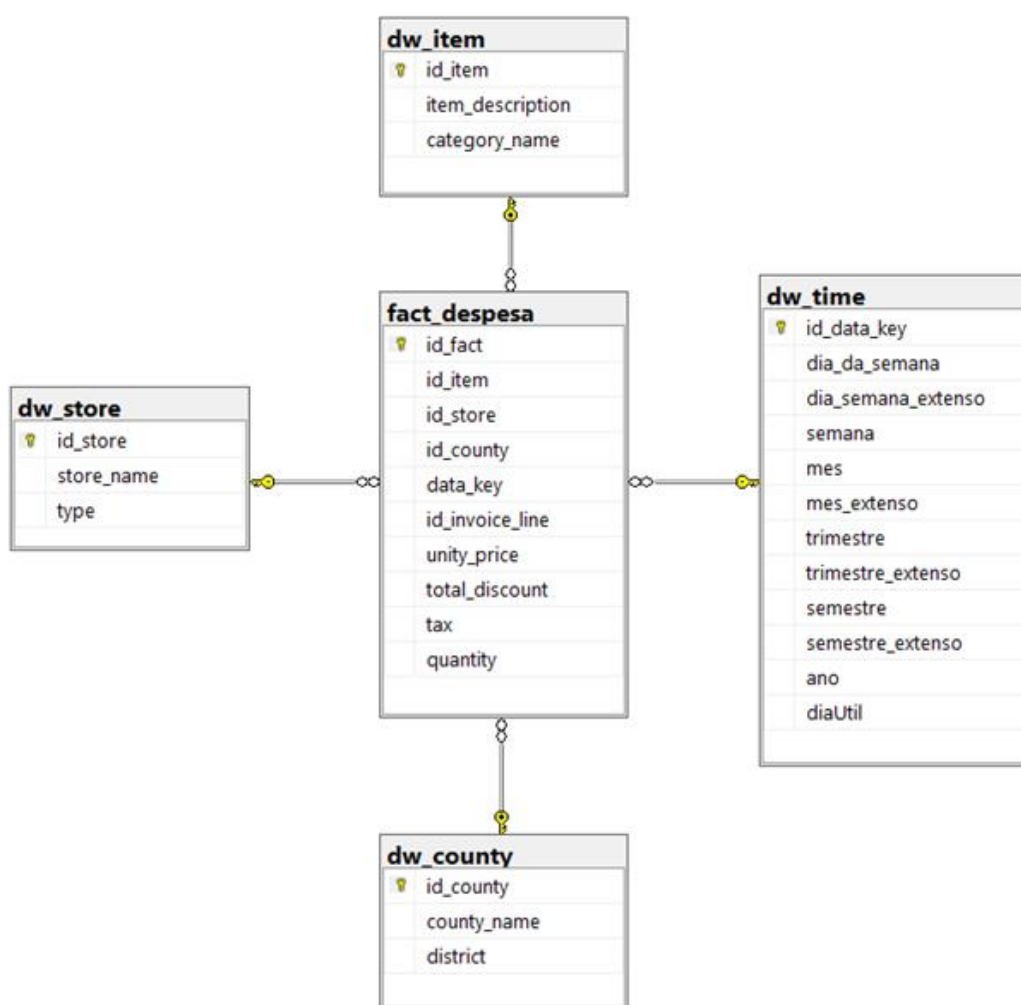 dw_item
id_item
item_description
category_name
fact_despesa
id_fact
id_item
id_store
id_county
data_key
id_invoice_line
unity_price
total_discount
tax
quantity
dw_store
id_store
store_name
type
dw_time
id_data_key
dia_da_semana
dia_semana_extenso
semana
mes
mes_extenso
trimestre
trimestre_extenso
semestre
semestre_extenso
ano
diaUtil
dw_county
id_county
county_name
district